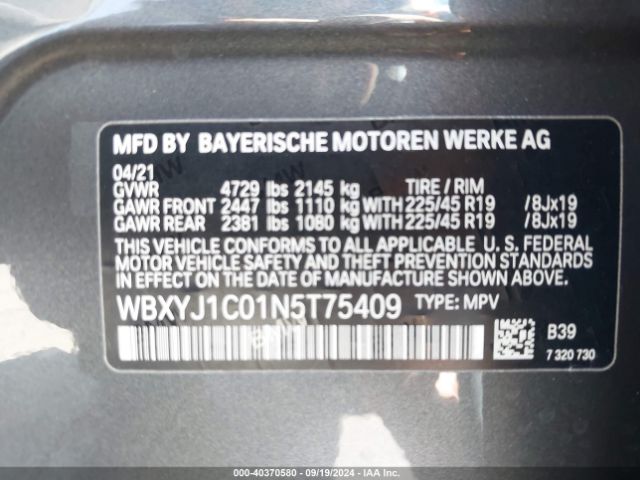 MFD BY BAYERISCHE MOTOREN WERKE AG
04/21
GVWR 4729 lbs 2145 kg TIRE / RIM
GAWR FRONT 2447 lbs 1110 kg WITH 225/45 R19 /8Jx19
GAWR REAR 2381 lbs 1080 kg WITH 225/45 R19 /8Jx19
THIS VEHICLE CONFORMS TO ALL APPLICABLE U. S. FEDERAL
MOTOR VEHICLE SAFETY AND THEFT PREVENTION STANDARDS
IN EFFECT ON THE DATE OF MANUFACTURE SHOWN ABOVE.
WBXYJ1C01N5T75409 TYPE: MPV
B39
7 320 730
000-40370580 - 09/19/2024 - IAA Inc.